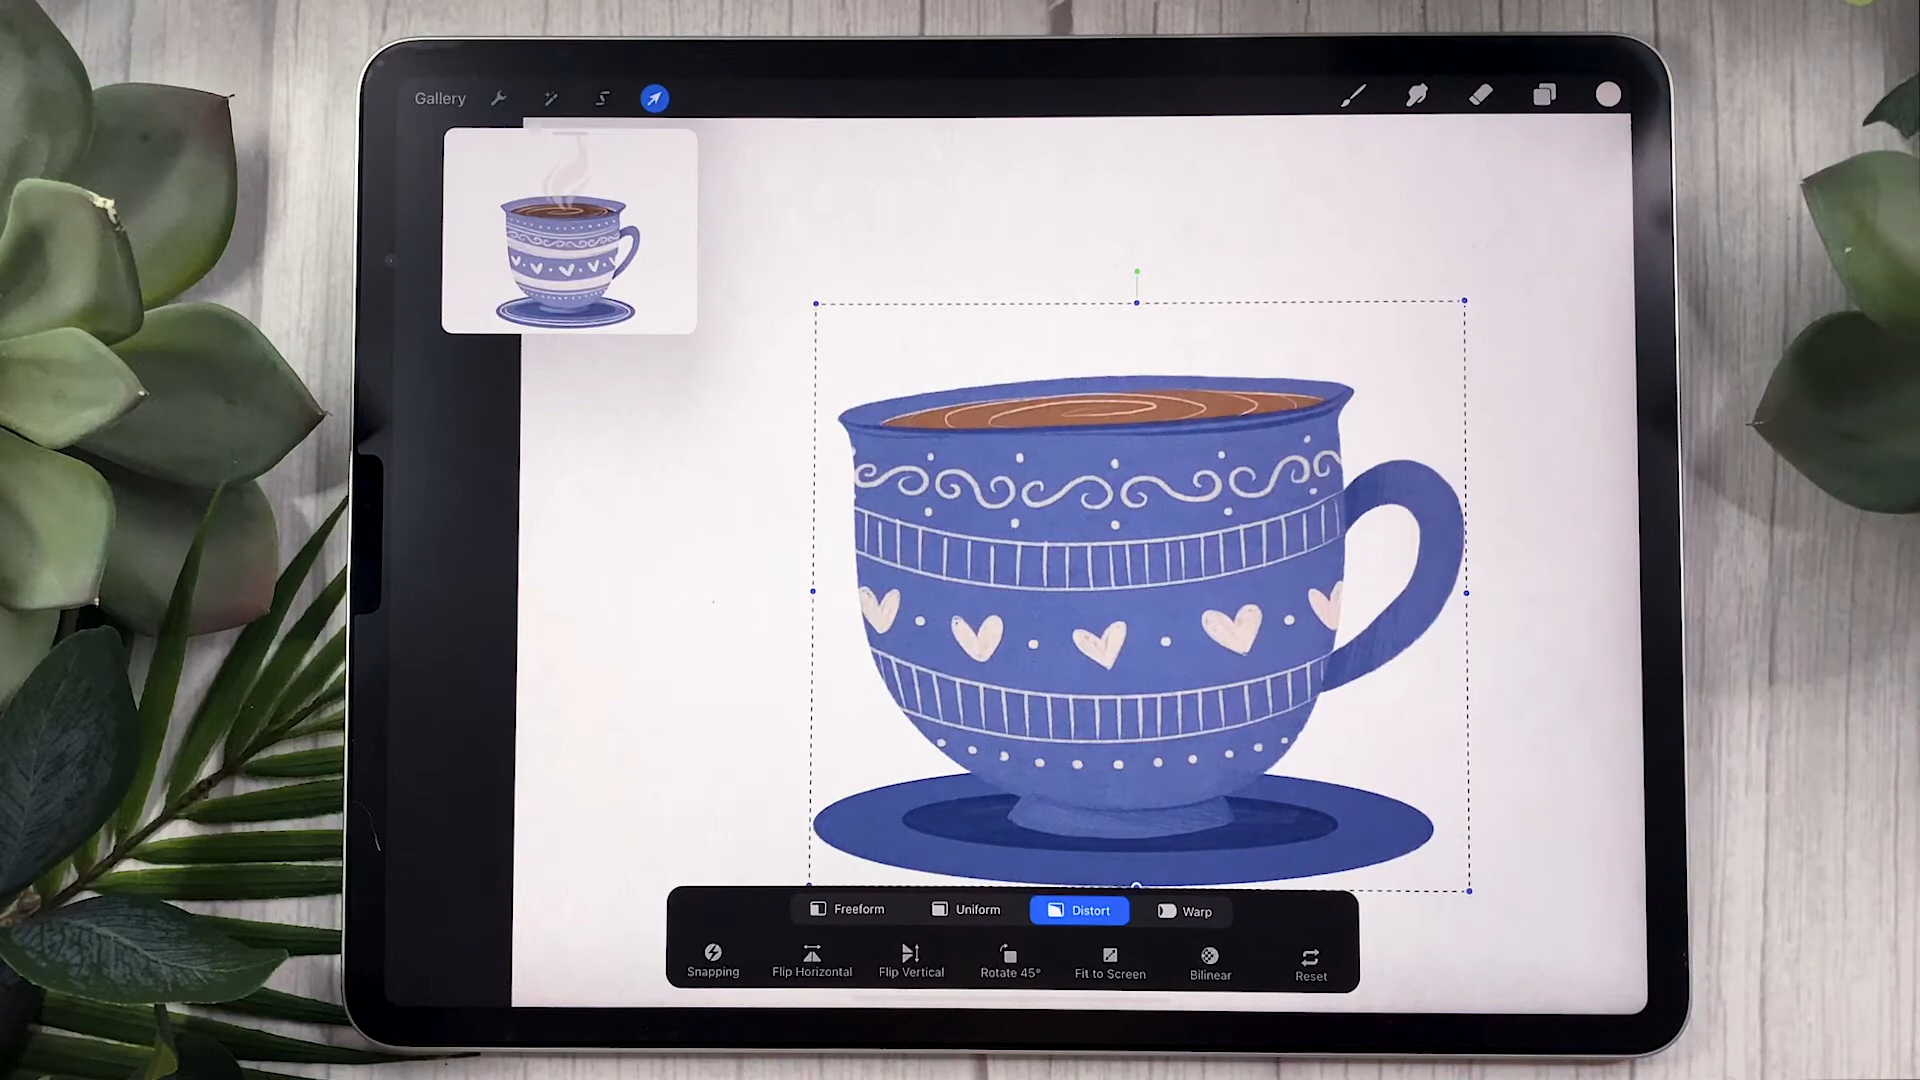 Gallery
Freeform Uniform Distort Warp
Snapping Flip Horizontal Flip Vertical Rotate 45° Fit to Screen Bilinear Reset